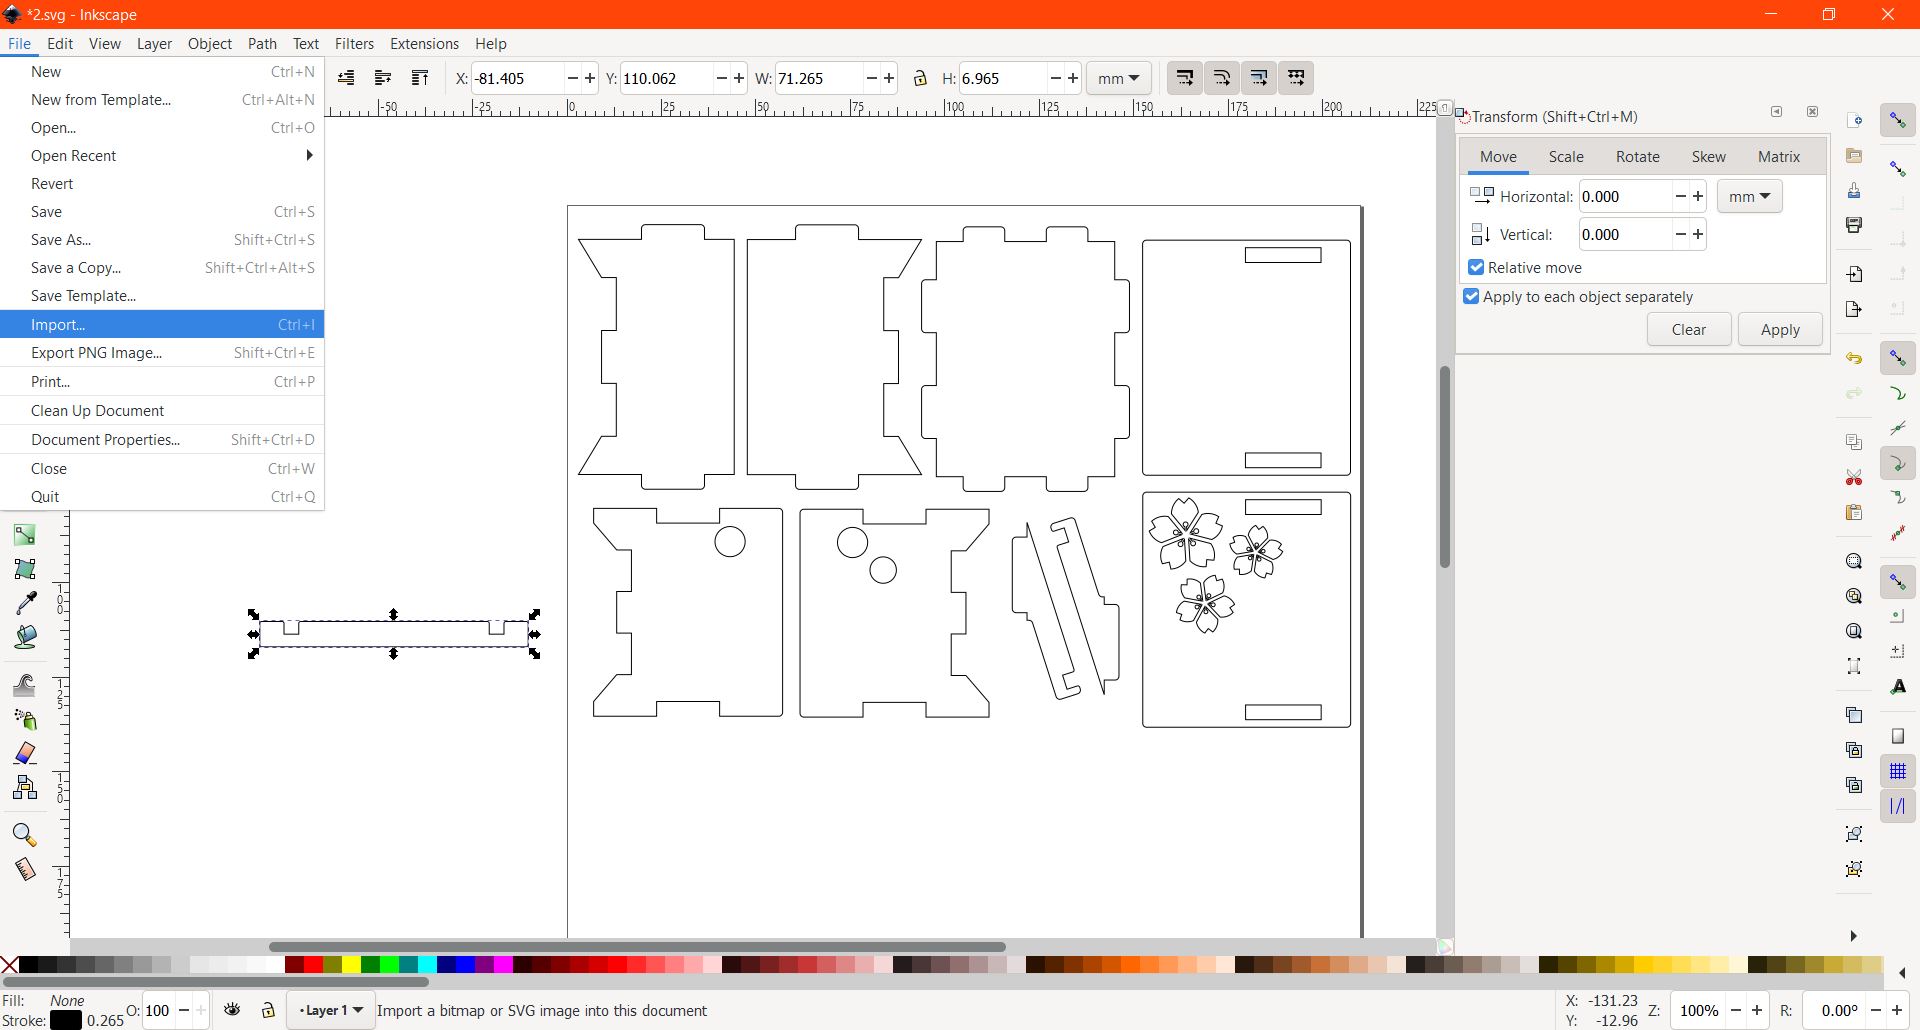 *2.svg - Inkscape
File Edit View Layer Object Path Text Filters Extensions Help
New Ctrl+N
New from Template... Ctrl+Alt+N
Open... Ctrl+O
Open Recent
Revert
Save Ctrl+S
Save As... Shift+Ctrl+S
Save a Copy... Shift+Ctrl+Alt+S
Save Template...
Import... Ctrl+I
Export PNG Image... Shift+Ctrl+E
Print... Ctrl+P
Clean Up Document
Document Properties... Shift+Ctrl+D
Close Ctrl+W
Quit Ctrl+Q
X: -81.405 Y: 110.062 W: 71.265 H: 6.965 mm
-50 -25 0 25 50 75 100 125 150 175 200 225
100
125
150
175
Transform (Shift+Ctrl+M)
Move Scale Rotate Skew Matrix
Horizontal: 0.000 mm
Vertical: 0.000
Relative move
Apply to each object separately
Clear Apply
Fill: None
Stroke: 0.265
O: 100
Layer 1
Import a bitmap or SVG image into this document
X: -131.23
Y: -12.96
Z: 100%
R: 0.00°